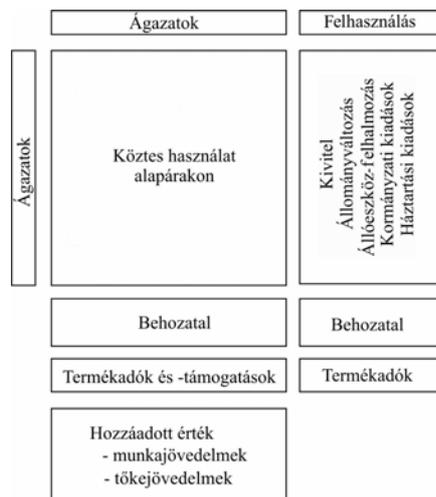 Ágazatok
Felhasználás
Ágazatok
Köztes használat
alapárakon
Kivitel
Állományváltozás
Állóeszköz-felhalmozás
Kormányzati kiadások
Háztartási kiadások
Behozatal
Behozatal
Termékadók és -támogatások
Termékadók
Hozzáadott érték
- munkajövedelmek
- tőkejövedelmek